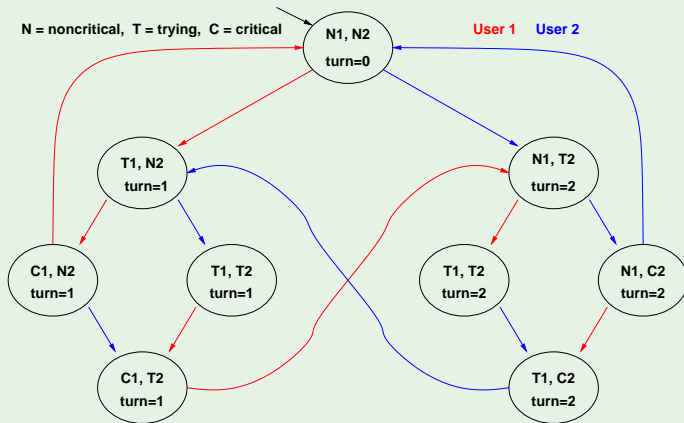 N = noncritical, T = trying, C = critical
User 1 User 2
N1, N2
turn=0
T1, N2
turn=1
N1, T2
turn=2
C1, N2
turn=1
T1, T2
turn=1
T1, T2
turn=2
N1, C2
turn=2
C1, T2
turn=1
T1, C2
turn=2